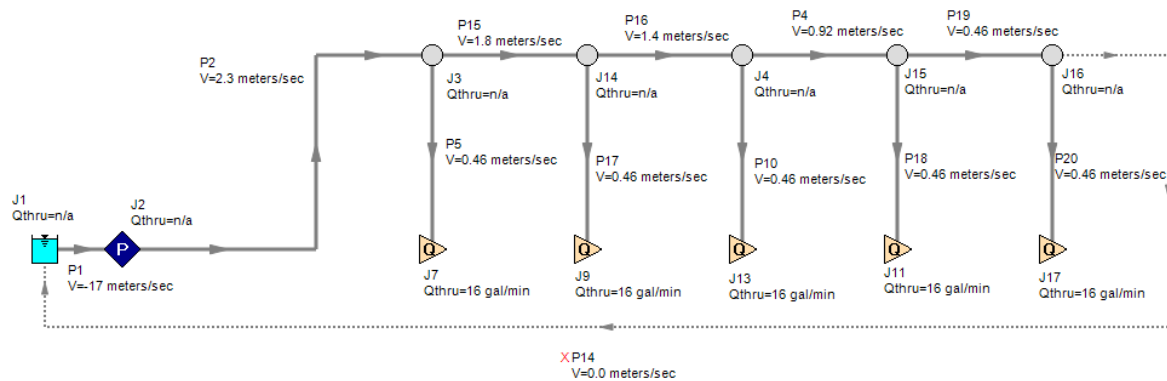 P15
V=1.8 meters/sec
P16
V=1.4 meters/sec
P4
V=0.92 meters/sec
P19
V=0.46 meters/sec
P2
V=2.3 meters/sec
J3
Qthru=n/a
J14
Qthru=n/a
J4
Qthru=n/a
J15
Qthru=n/a
J16
Qthru=n/a
P5
V=0.46 meters/sec
P17
V=0.46 meters/sec
P10
V=0.46 meters/sec
P18
V=0.46 meters/sec
P20
V=0.46 meters/sec
J1
Qthru=n/a
J2
Qthru=n/a
P
Q
Q
Q
Q
Q
P1
V=-17 meters/sec
J7
Qthru=16 gal/min
J9
Qthru=16 gal/min
J13
Qthru=16 gal/min
J11
Qthru=16 gal/min
J17
Qthru=16 gal/min
X P14
V=0.0 meters/sec